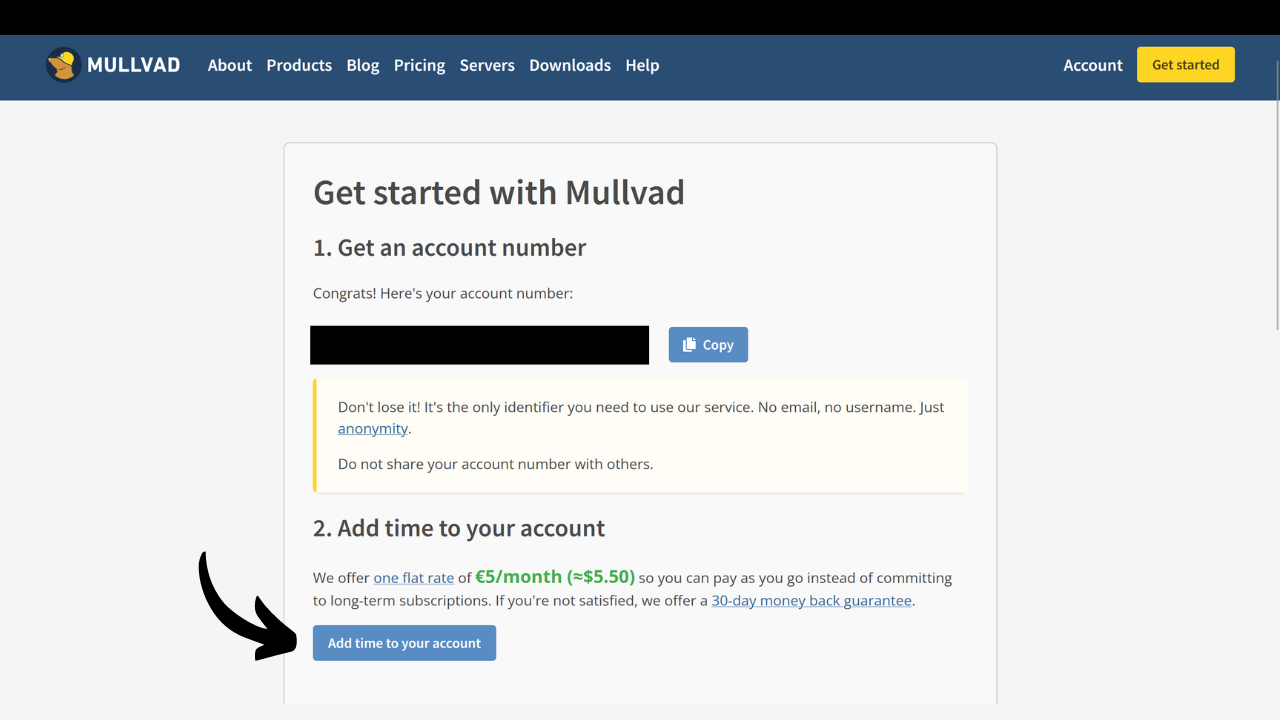 MULLVAD About Products Blog Pricing Servers Downloads Help Account Get started
Get started with Mullvad
1. Get an account number
Congrats! Here's your account number:
Copy
Don't lose it! It's the only identifier you need to use our service. No email, no username. Just
anonymity.
Do not share your account number with others.
2. Add time to your account
We offer one flat rate of €5/month (≈$5.50) so you can pay as you go instead of committing
to long-term subscriptions. If you're not satisfied, we offer a 30-day money back guarantee.
Add time to your account